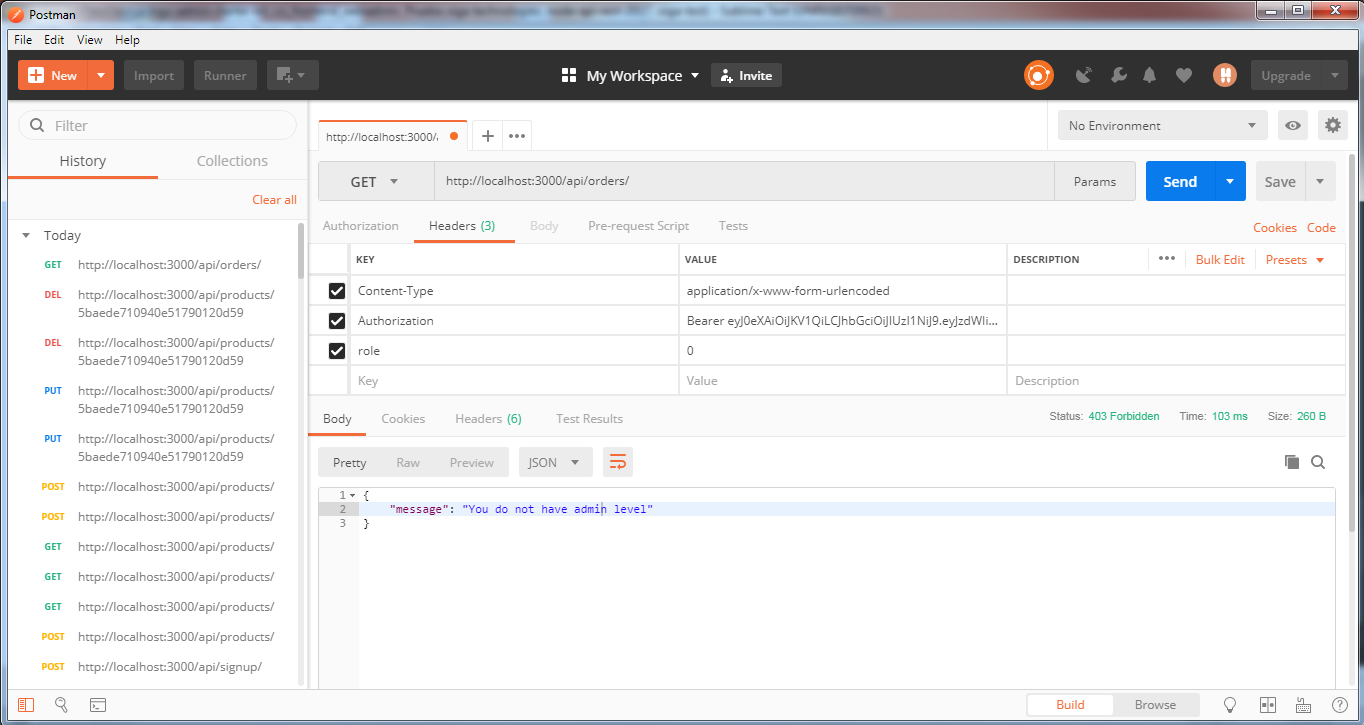 Postman
File Edit View Help
New Import Runner My Workspace Invite Upgrade
Filter
History Collections
Clear all
Today
GET http://localhost:3000/api/orders/
DEL http://localhost:3000/api/products/
5baede710940e51790120d59
DEL http://localhost:3000/api/products/
5baede710940e51790120d59
PUT http://localhost:3000/api/products/
5baede710940e51790120d59
PUT http://localhost:3000/api/products/
5baede710940e51790120d59
POST http://localhost:3000/api/products/
POST http://localhost:3000/api/products/
GET http://localhost:3000/api/products/
GET http://localhost:3000/api/products/
GET http://localhost:3000/api/products/
POST http://localhost:3000/api/products/
POST http://localhost:3000/api/signup/
http://localhost:3000/a
No Environment
GET http://localhost:3000/api/orders/ Params Send Save
Authorization Headers (3) Body Pre-request Script Tests Cookies Code
KEY VALUE DESCRIPTION ••• Bulk Edit Presets
Content-Type application/x-www-form-urlencoded
Authorization Bearer eyJ0eXAiOiJKV1QiLCJhbGciOiJIUzI1NiJ9.eyJzdWIi...
role 0
Key Value Description
Body Cookies Headers (6) Test Results Status: 403 Forbidden Time: 103 ms Size: 260 B
Pretty Raw Preview JSON
1 {
2 "message": "You do not have admin level"
3 }
Build Browse